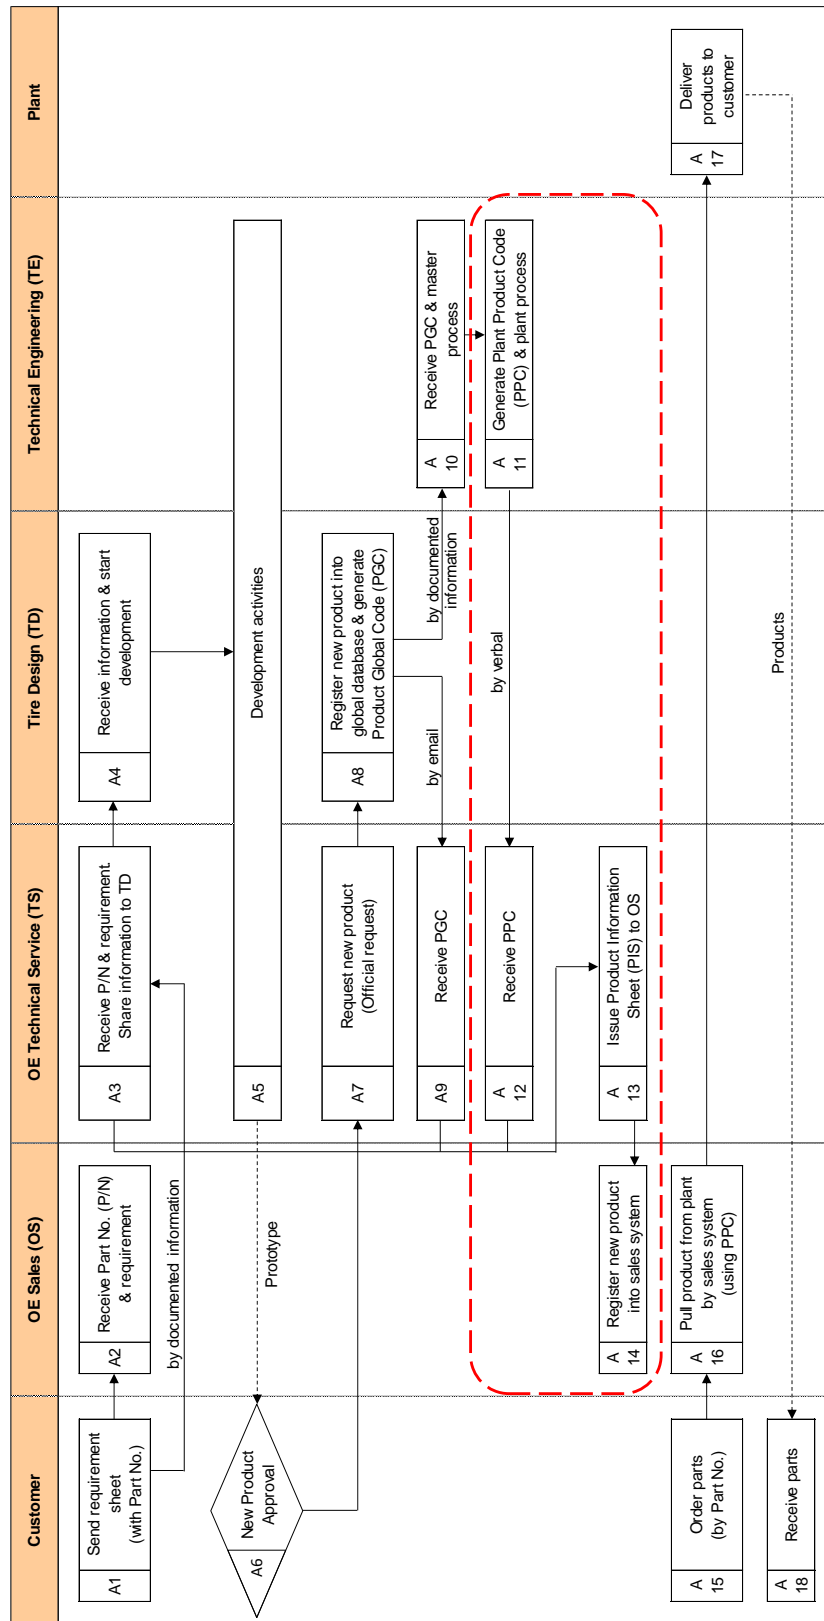 Customer
OE Sales (OS)
OE Technical Service (TS)
Tire Design (TD)
Technical Engineering (TE)
Plant
A1
Send requirement
sheet
(with Part No.)
A2
Receive Part No. (P/N)
& requirement
by documented information
A3
Receive P/N & requirement.
Share information to TD
A4
Receive information & start
development
A5
Development activities
Prototype
A6
New Product
Approval
A7
Request new product
(Official request)
A8
Register new product into
global database & generate
Product Global Code (PGC)
by email
by documented
information
A9
Receive PGC
A
10
Receive PGC & master
process
A
11
Generate Plant Product Code
(PPC) & plant process
by verbal
A
12
Receive PPC
A
13
Issue Product Information
Sheet (PIS) to OS
A
14
Register new product
into sales system
A
15
Order parts
(by Part No.)
A
16
Pull product from plant
by sales system
(using PPC)
A
17
Deliver
products to
customer
Products
A
18
Receive parts